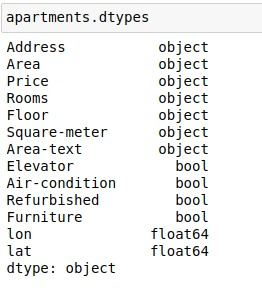 apartments.dtypes
Address object
Area object
Price object
Rooms object
Floor object
Square-meter object
Area-text object
Elevator bool
Air-condition bool
Refurbished bool
Furniture bool
lon float64
lat float64
dtype: object